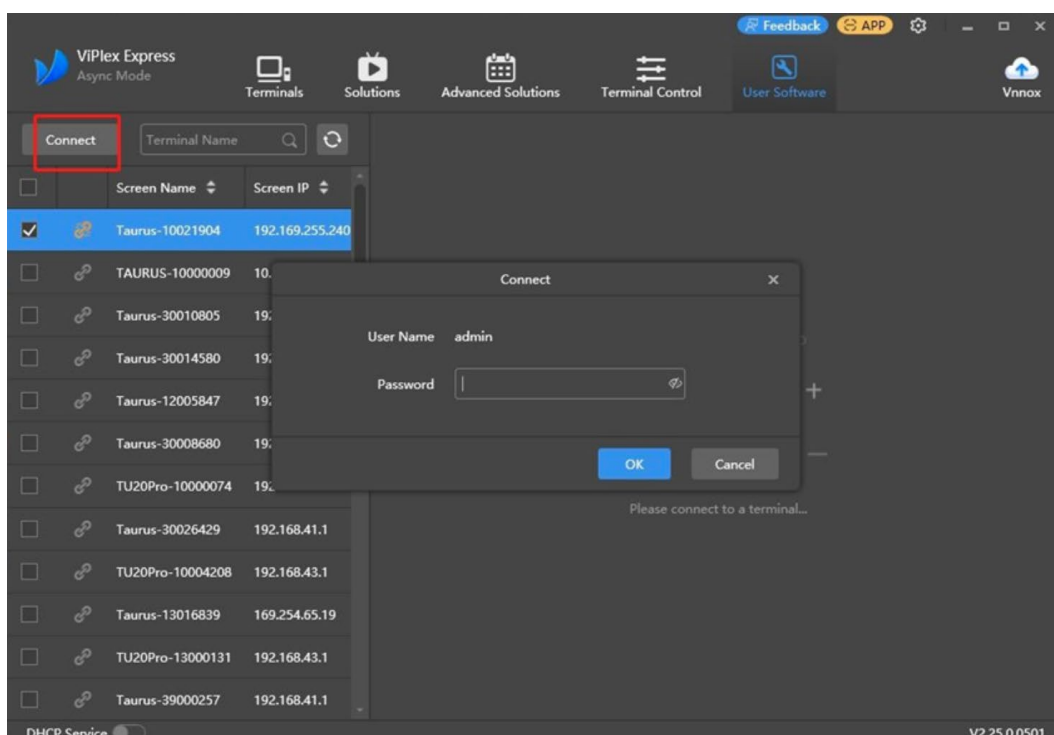 Feedback
APP
ViPlex Express
Async Mode
Terminals
Solutions
Advanced Solutions
Terminal Control
User Software
Vnnox
Connect
Terminal Name
Screen Name
Screen IP
Taurus-10021904 192.169.255.240
TAURUS-10000009 10.
Taurus-30010805 19
Taurus-30014580 19
Taurus-12005847 19
Taurus-30008680 19
TU20Pro-10000074 19
Taurus-30026429 192.168.41.1
TU20Pro-10004208 192.168.43.1
Taurus-13016839 169.254.65.19
TU20Pro-13000131 192.168.43.1
Taurus-39000257 192.168.41.1
Connect
User Name admin
Password
OK
Cancel
Please connect to a terminal...
DHCP Service
V2.25.0.0501